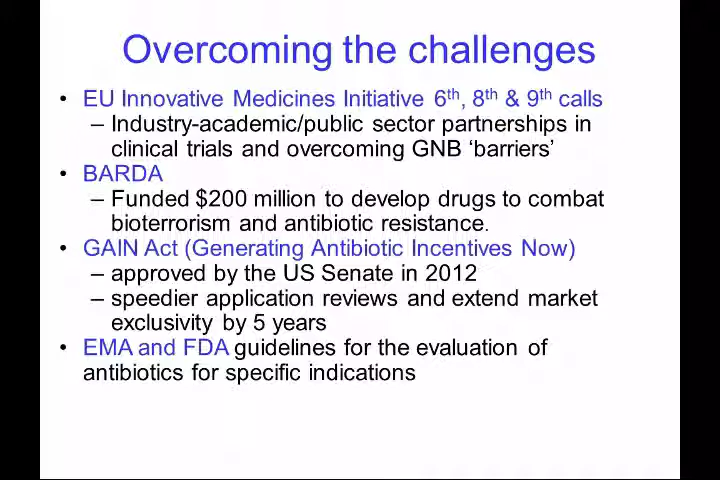 Overcoming the challenges
• EU Innovative Medicines Initiative 6th, 8th & 9th calls
– Industry-academic/public sector partnerships in
clinical trials and overcoming GNB ‘barriers’
• BARDA
– Funded $200 million to develop drugs to combat
bioterrorism and antibiotic resistance.
• GAIN Act (Generating Antibiotic Incentives Now)
– approved by the US Senate in 2012
– speedier application reviews and extend market
exclusivity by 5 years
• EMA and FDA guidelines for the evaluation of
antibiotics for specific indications